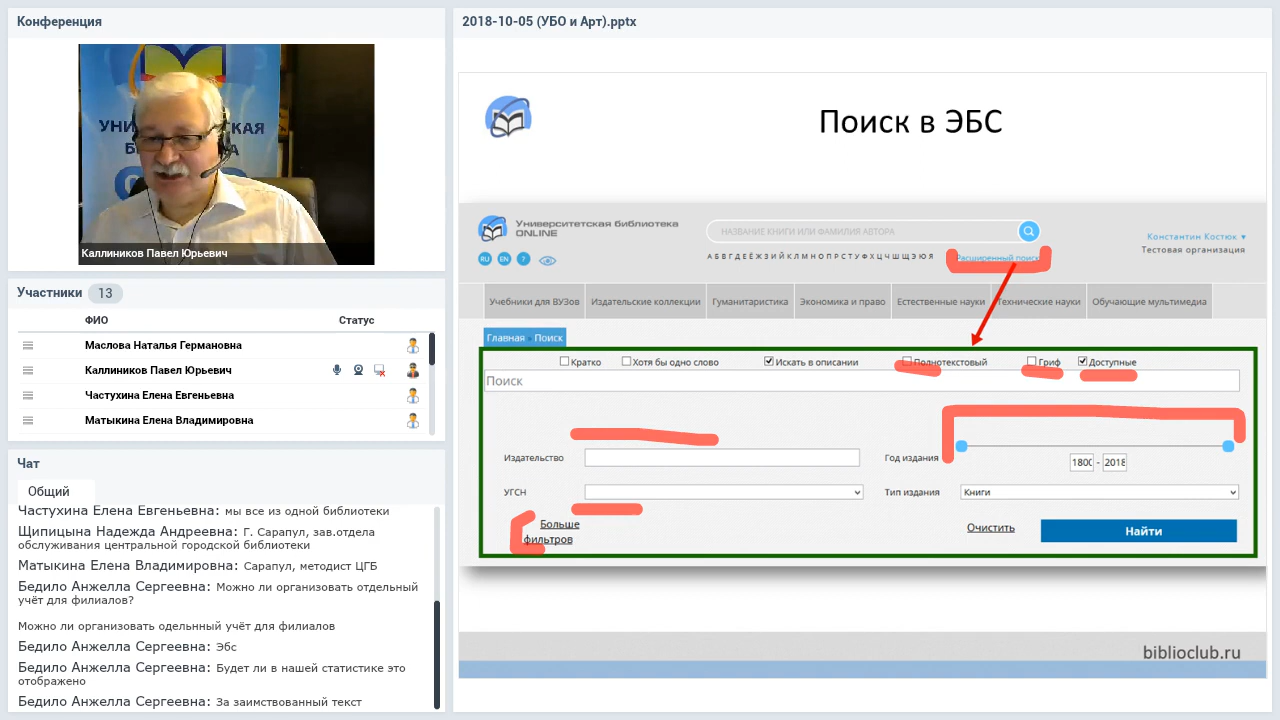 Конференция
УНИ
СКАЯ
Каллиников Павел Юрьевич
Участники 13
ФИО Статус
Маслова Наталья Германовна
Каллиников Павел Юрьевич
Частухина Елена Евгеньевна
Матыкина Елена Владимировна
Чат
Общий
Частухина Елена Евгеньевна: мы все из одной библиотеки
Щипицына Надежда Андреевна: Г. Сарапул, зав.отдела
обслуживания центральной городской библиотеки
Матыкина Елена Владимировна: Сарапул, методист ЦГБ
Бедило Анжелла Сергеевна: Можно ли организовать отдельный
учёт для филиалов?
Можно ли организовать одельнный учёт для филиалов
Бедило Анжелла Сергеевна: Эбс
Бедило Анжелла Сергеевна: Будет ли в нашей статистике это
отображено
Бедило Анжелла Сергеевна: За заимствованный текст
2018-10-05 (УБО и Арт).pptx
Поиск в ЭБС
Университетская библиотека
ONLINE
RU EN ?
НАЗВАНИЕ КНИГИ ИЛИ ФАМИЛИЯ АВТОРА
А Б В Г Д Е Ё Ж З И Й К Л М Н О П Р С Т У Ф Х Ц Ч Ш Щ Э Ю Я
Расширенный поиск
Константин Костюк ▼
Тестовая организация
Учебники для ВУЗов Издательские коллекции Гуманитаристика Экономика и право Естественные науки Технические науки Обучающие мультимедиа
Главная Поиск
Кратко Хотя бы одно слово Искать в описании Полнотекстовый Гриф Доступные
Поиск
Издательство Год издания
1800 - 2018
УГСН Тип издания Книги
Больше
фильтров
Очистить Найти
biblioclub.ru